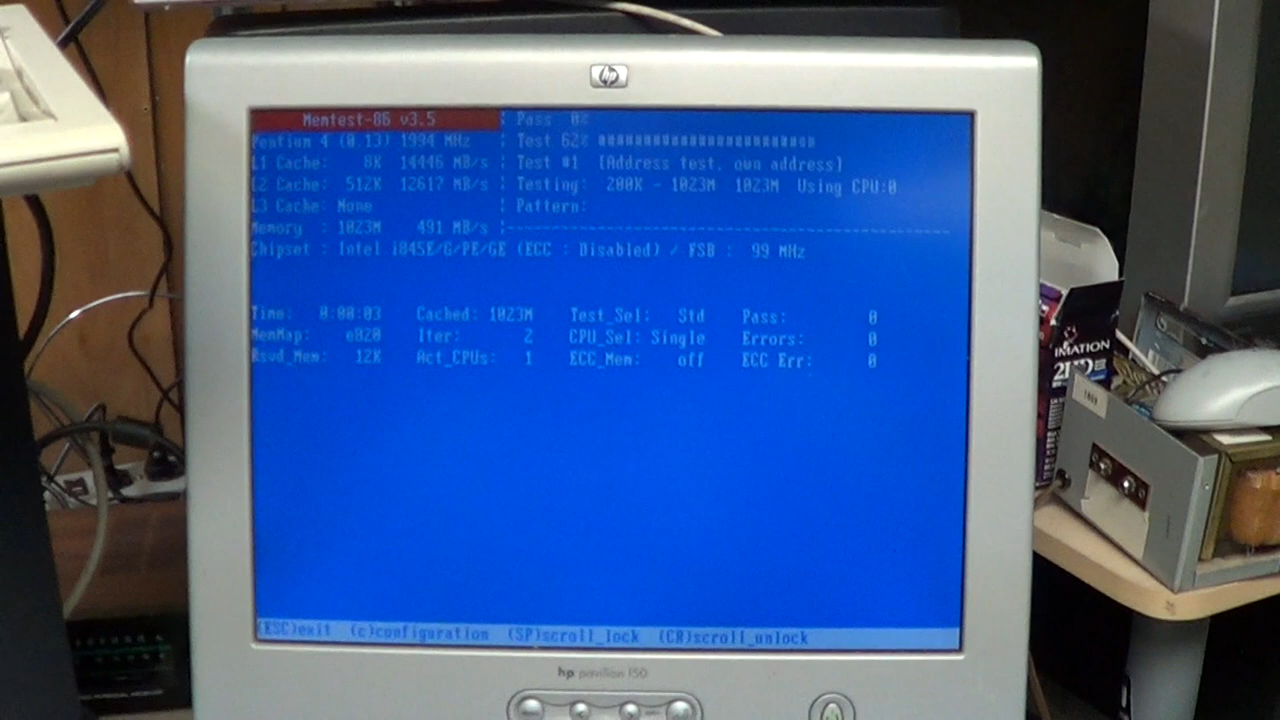 hp
Memtest-86 v3.5 | Pass 0%
Pentium 4 (0.13) 1994 MHz | Test 62% ########################
L1 Cache: 8K 14446 MB/s | Test #1 [Address test, own address]
L2 Cache: 512K 12617 MB/s | Testing: 200K - 1023M 1023M Using CPU:0
L3 Cache: None | Pattern:
Memory : 1023M 491 MB/s |--------------------------------------------------
Chipset : Intel i845E/G/PE/GE (ECC : Disabled) / FSB : 99 MHz
Time: 0:00:03 Cached: 1023M Test_Sel: Std Pass: 0
MemMap: e820 Iter: 2 CPU_Sel: Single Errors: 0
Rsvd_Mem: 12K Act_CPUs: 1 ECC_Mem: off ECC Err: 0
(ESC)exit (c)configuration (SP)scroll_lock (CR)scroll_unlock
hp pavilion f50
IMATION
2HD